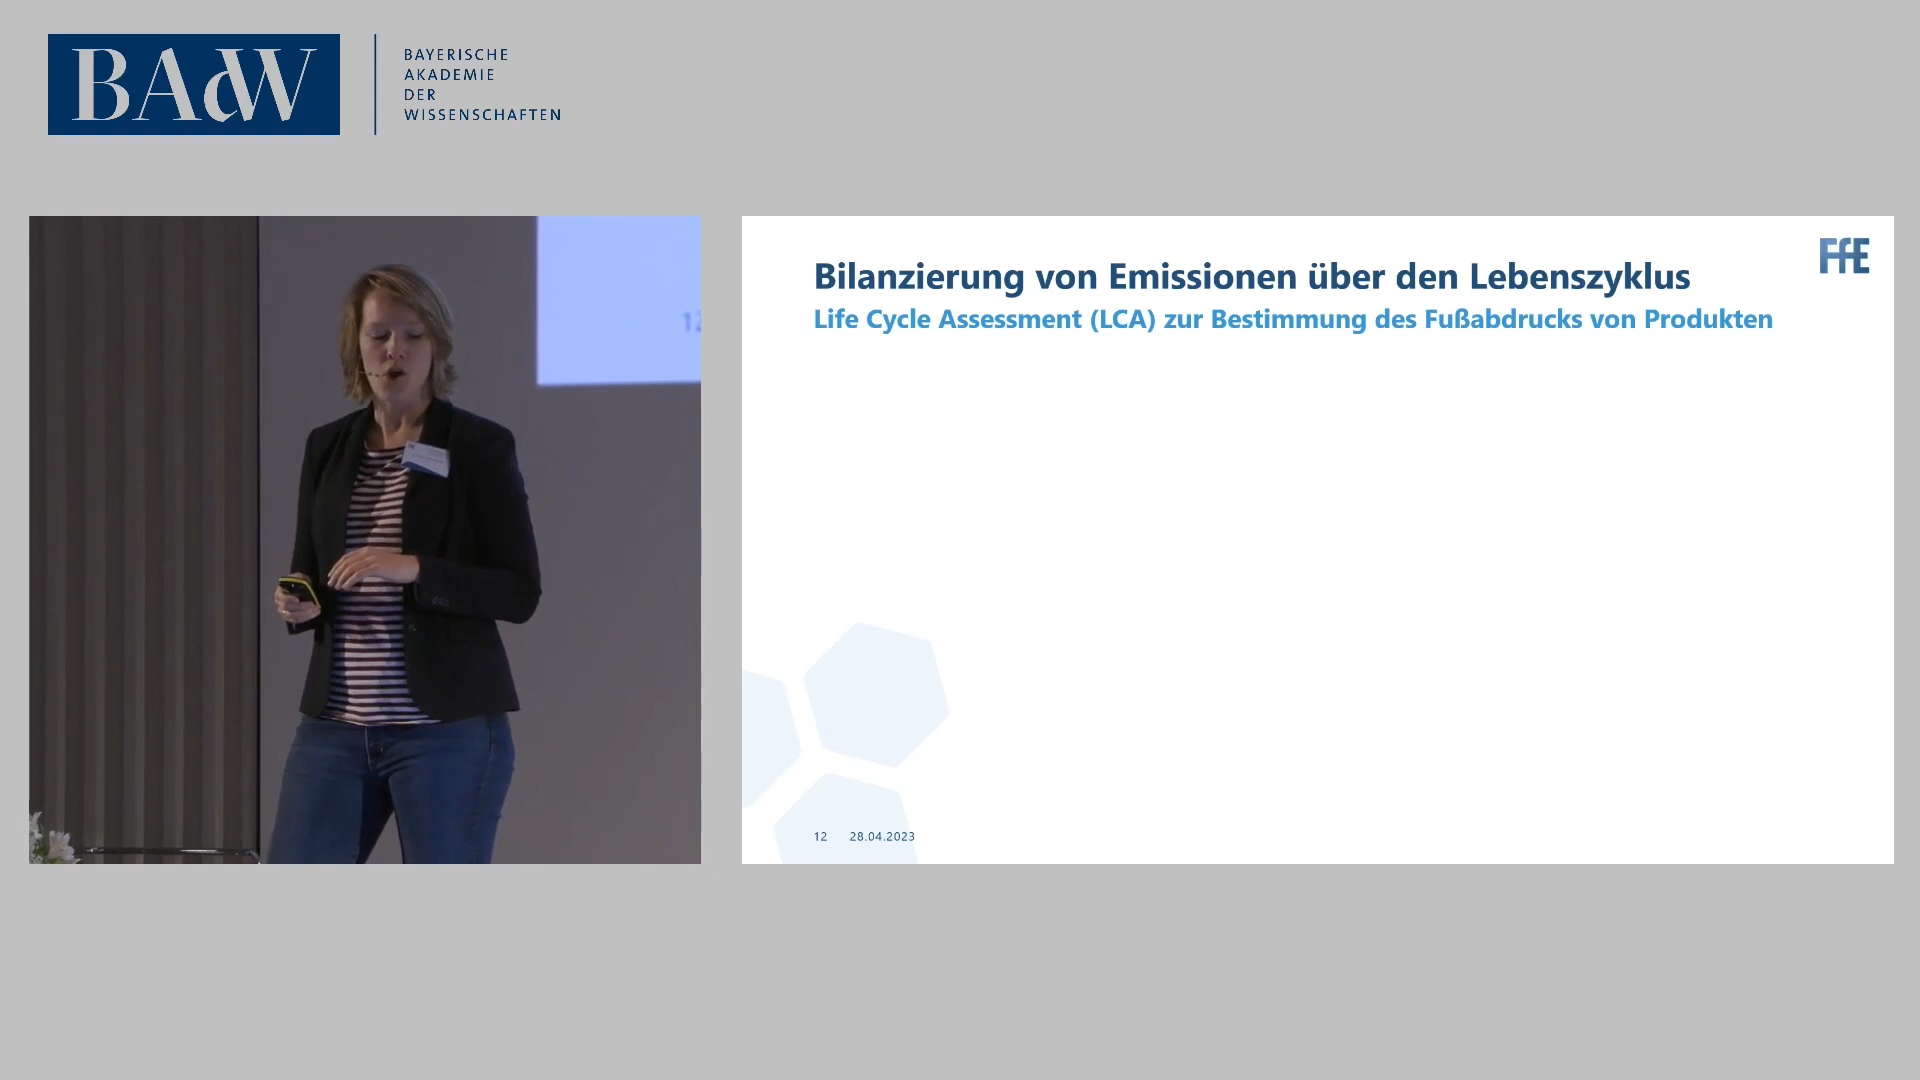 BAdW
BAYERISCHE
AKADEMIE
DER
WISSENSCHAFTEN
FfE
Bilanzierung von Emissionen über den Lebenszyklus
Life Cycle Assessment (LCA) zur Bestimmung des Fußabdrucks von Produkten
12
12 28.04.2023